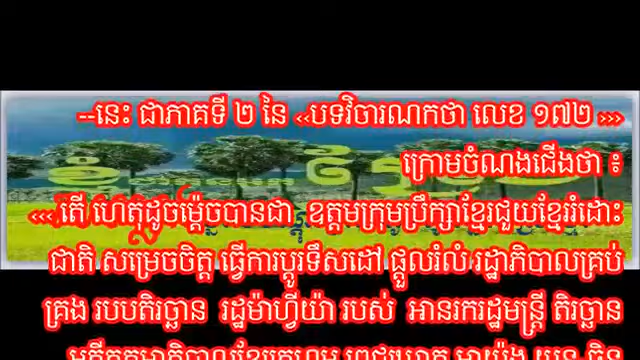 --នេះ ជាភាគទី ២ នៃ ‹‹បទវិចារណកថា លេខ ១៧២ ›››
ក្រោមចំណងជើងថា ៖
‹‹‹ តើ ហេតុដូចម្ដេចបានជា ឧត្តមក្រុមប្រឹក្សាខ្មែរជួយខ្មែររំដោះ
ជាតិ សម្រេចចិត្ត ធ្វើការប្ដូរទឹសដៅ ផ្ដួលរំលំ រដ្ឋាភិបាលគ្រប់
គ្រង របបតិរច្ឆាន រដ្ឋម៉ាហ្វីយ៉ា របស់ អានរករដ្ឋមន្ត្រី តិរច្ឆាន